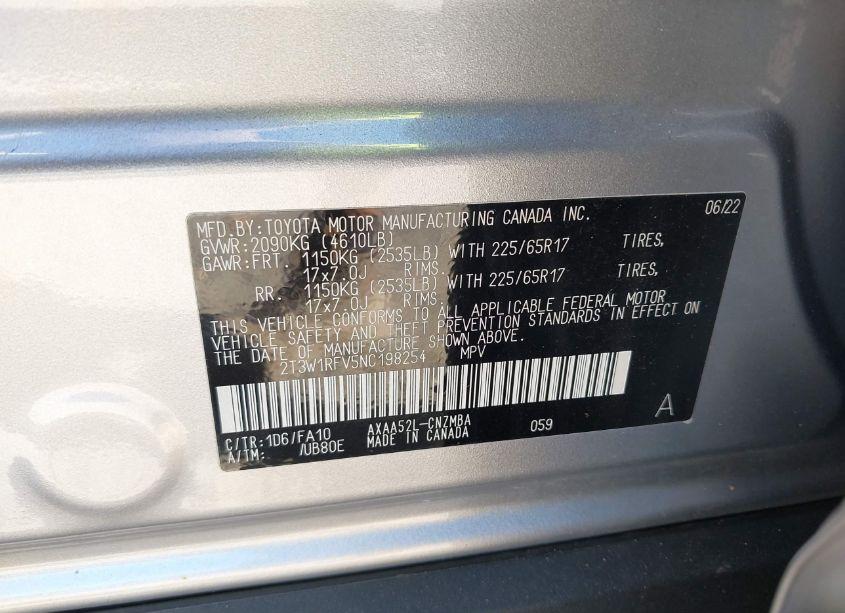 MFD.BY:TOYOTA MOTOR MANUFACTURING CANADA INC. 06/22
GVWR:2090KG (4610LB)
GAWR:FRT. 1150KG (2535LB) WITH 225/65R17 TIRES,
17x7.0J RIMS.
RR. 1150KG (2535LB) WITH 225/65R17 TIRES,
17x7.0J RIMS.
THIS VEHICLE CONFORMS TO ALL APPLICABLE FEDERAL MOTOR
VEHICLE SAFETY AND THEFT PREVENTION STANDARDS IN EFFECT ON
THE DATE OF MANUFACTURE SHOWN ABOVE.
2T3W1RFV5NC198254 MPV
C/TR:1D6/FA10 AXAA52L-CNZMBA 059 A
A/TM: /UB80E MADE IN CANADA